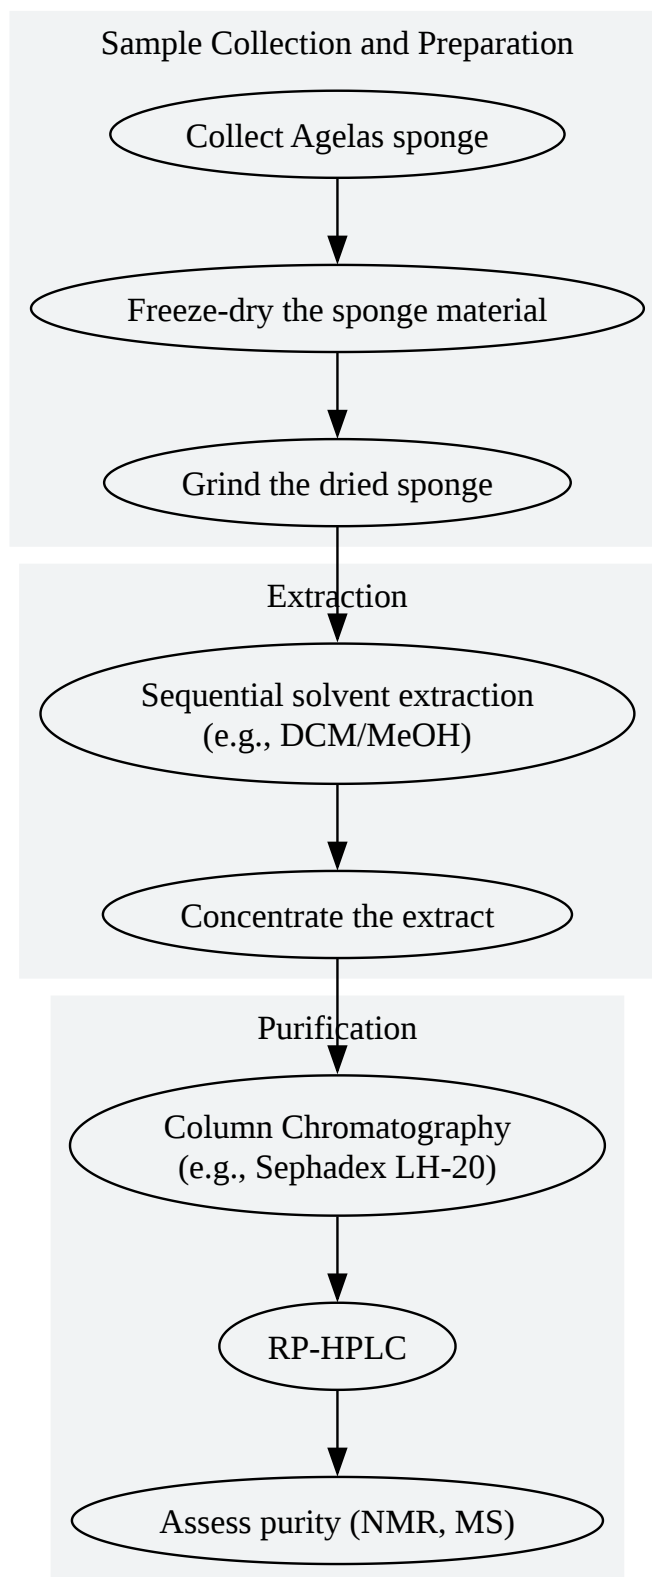 Sample Collection and Preparation
Collect Agelas sponge
Freeze-dry the sponge material
Grind the dried sponge
Extraction
Sequential solvent extraction
(e.g., DCM/MeOH)
Concentrate the extract
Purification
Column Chromatography
(e.g., Sephadex LH-20)
RP-HPLC
Assess purity (NMR, MS)